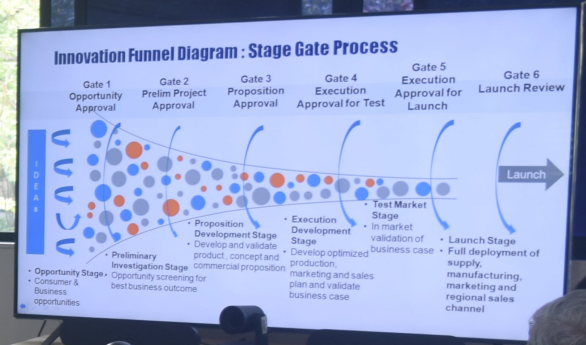 Innovation Funnel Diagram : Stage Gate Process
Gate 1
Opportunity
Approval
Gate 2
Prelim Project
Approval
Gate 3
Proposition
Approval
Gate 4
Execution
Approval for Test
Gate 5
Execution
Approval for
Launch
Gate 6
Launch Review
IDEAs
Launch
• Opportunity Stage
• Consumer &
Business
opportunities
• Preliminary
Investigation Stage
• Opportunity screening for
best business outcome
• Proposition
Development Stage
• Develop and validate
product, concept and
commercial proposition
• Execution
Development
Stage
• Develop optimized
production,
marketing and sales
plan and validate
business case
• Test Market
Stage
• In market
validation of
business case
• Launch Stage
• Full deployment of
supply,
manufacturing,
marketing and
regional sales
channel